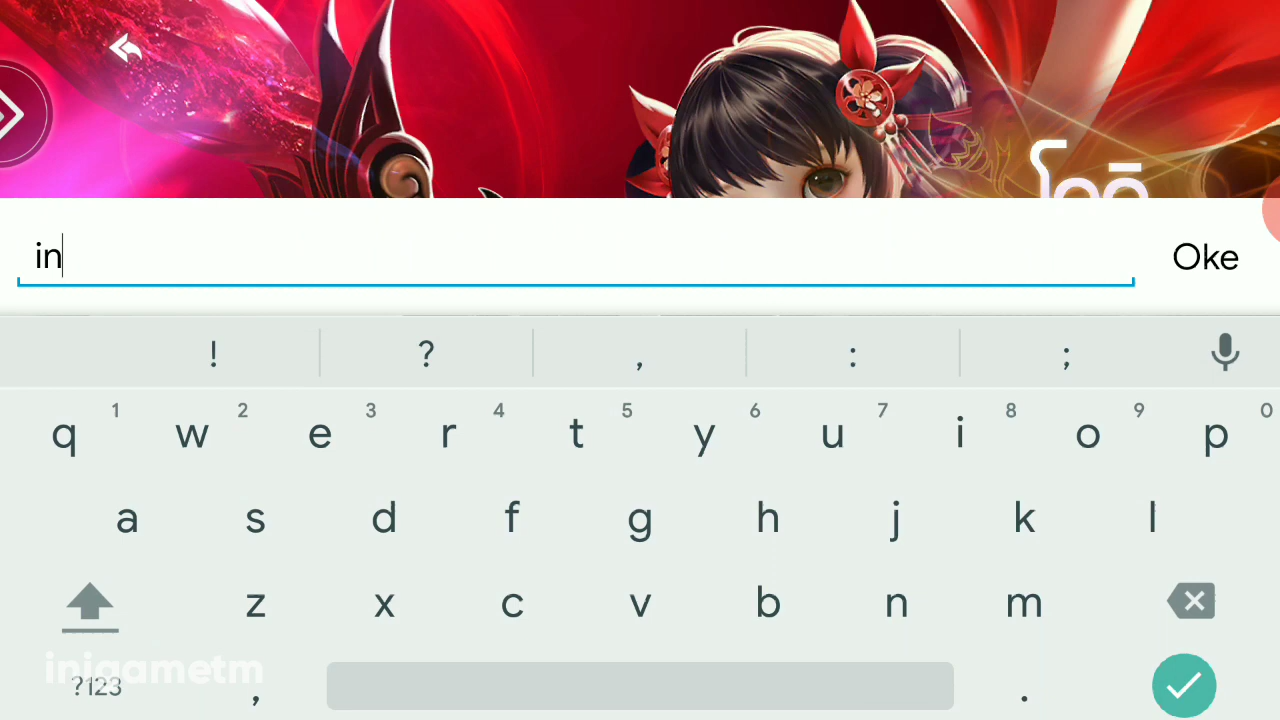 in
Oke
! ? , : ;
1 2 3 4 5 6 7 8 9 0
q w e r t y u i o p
a s d f g h j k l
z x c v b n m
inigametm
?123 , .